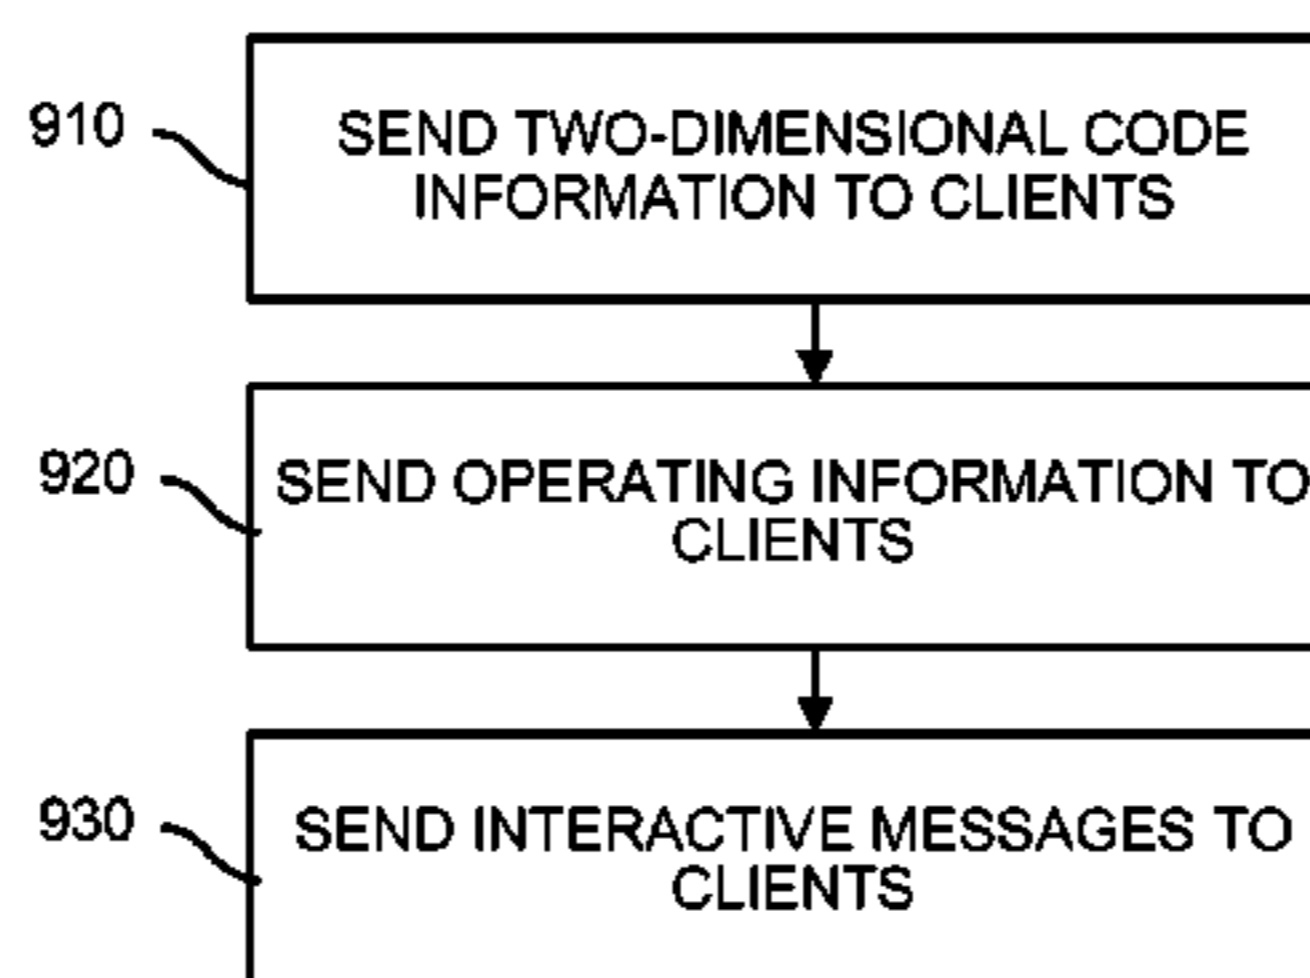 910
SEND TWO-DIMENSIONAL CODE
INFORMATION TO CLIENTS
920
SEND OPERATING INFORMATION TO
CLIENTS
930
SEND INTERACTIVE MESSAGES TO
CLIENTS